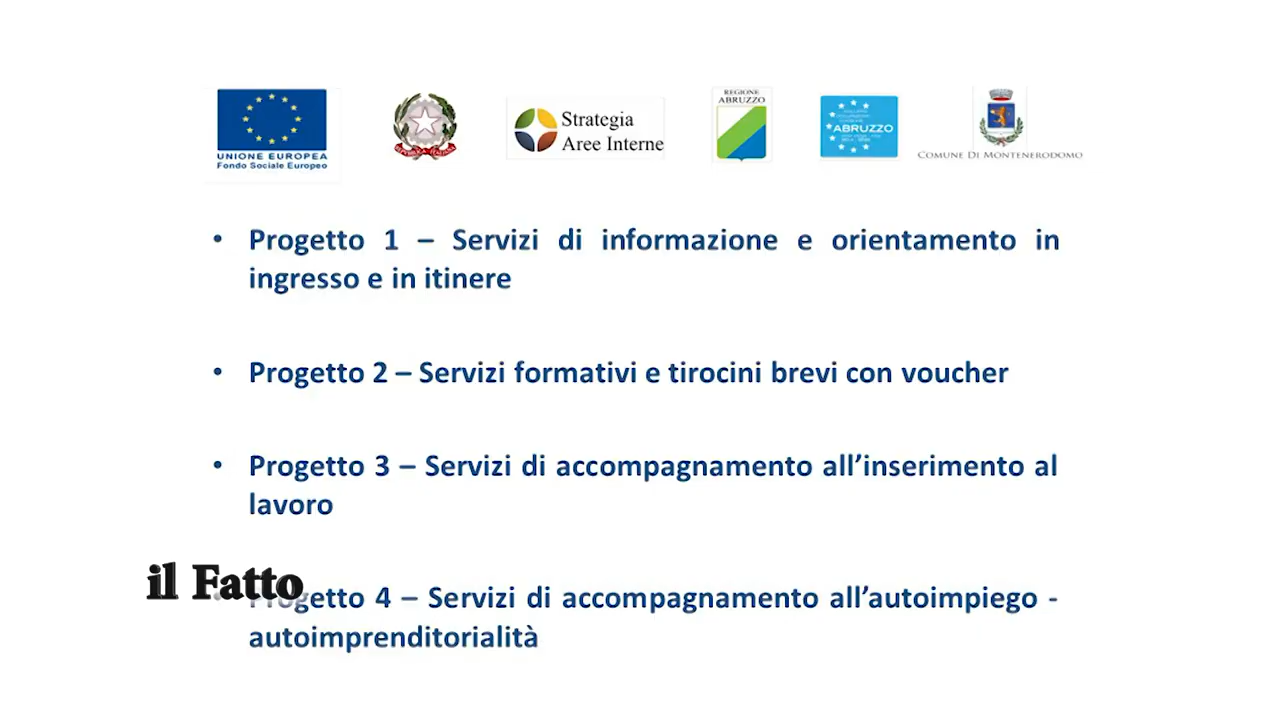 UNIONE EUROPEA
Fondo Sociale Europeo
Strategia
Aree Interne
REGIONE
ABRUZZO
ABRUZZO
COMUNE DI MONTENERODOMO
• Progetto 1 – Servizi di informazione e orientamento in
ingresso e in itinere
• Progetto 2 – Servizi formativi e tirocini brevi con voucher
• Progetto 3 – Servizi di accompagnamento all’inserimento al
lavoro
il Fatto
• Progetto 4 – Servizi di accompagnamento all’autoimpiego -
autoimprenditorialità